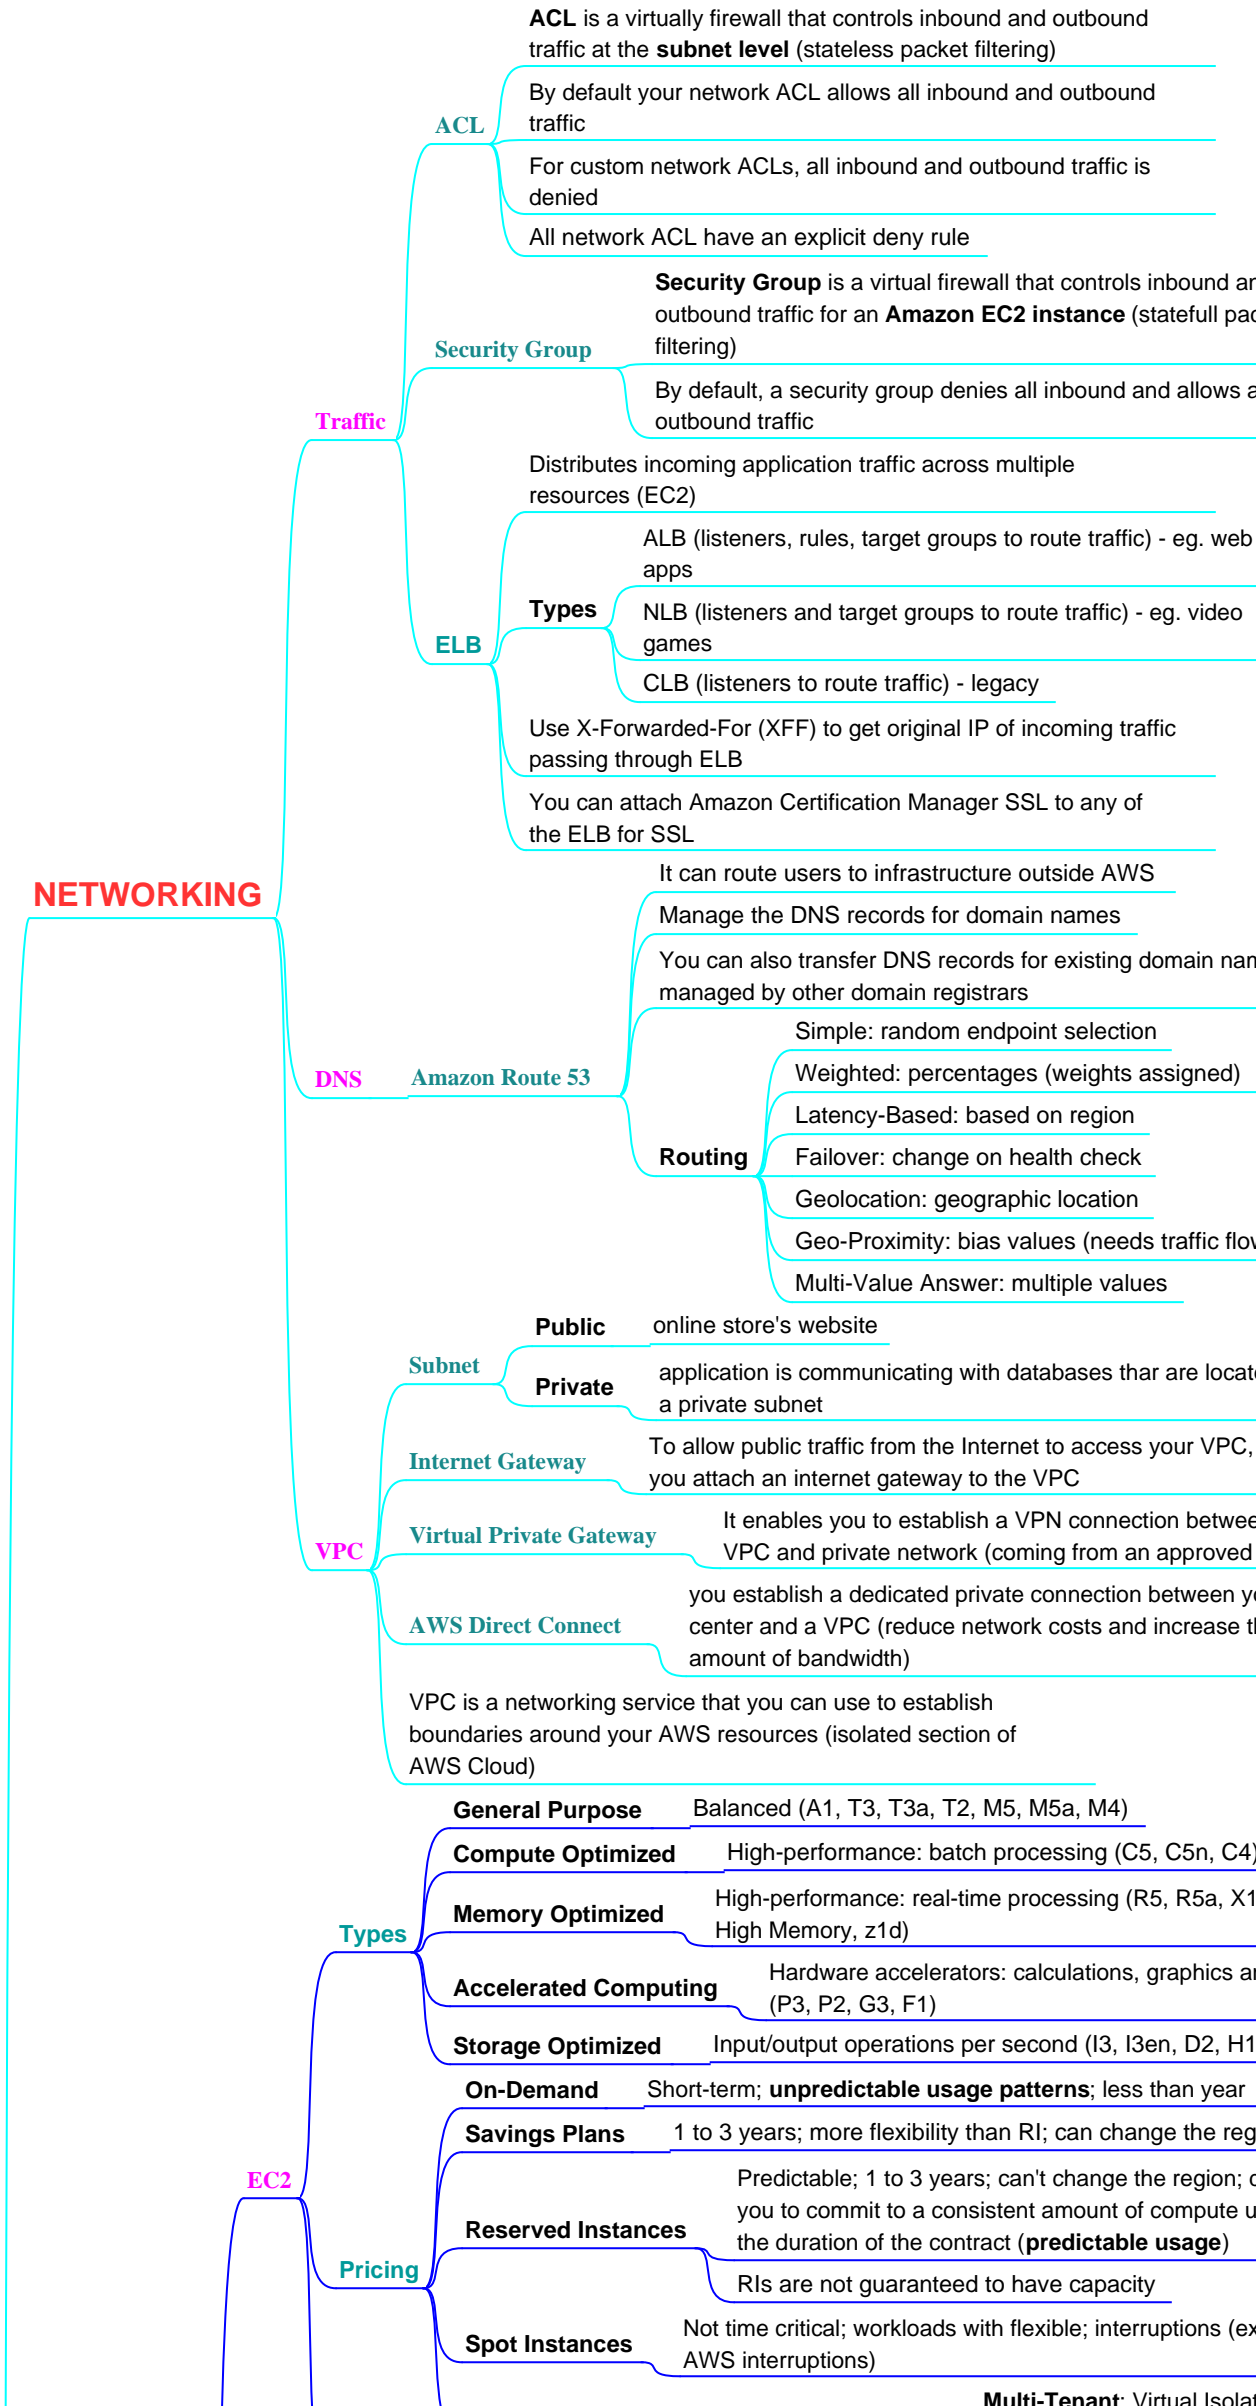 ACL is a virtually firewall that controls inbound and outbound
traffic at the subnet level (stateless packet filtering)
By default your network ACL allows all inbound and outbound
traffic
ACL
For custom network ACLs, all inbound and outbound traffic is
denied
All network ACL have an explicit deny rule
Security Group is a virtual firewall that controls inbound
outbound traffic for an Amazon EC2 instance (statefull
filtering)
Security Group
By default, a security group denies all inbound and allows
outbound traffic
Traffic
Distributes incoming application traffic across multiple
resources (EC2)
ALB (listeners, rules, target groups to route traffic) - eg. web
apps
Types
NLB (listeners and target groups to route traffic) - eg. video
games
ELB
CLB (listeners to route traffic) - legacy
Use X-Forwarded-For (XFF) to get original IP of incoming traffic
passing through ELB
You can attach Amazon Certification Manager SSL to any of
the ELB for SSL
NETWORKING
It can route users to infrastructure outside AWS
Manage the DNS records for domain names
You can also transfer DNS records for existing domain
managed by other domain registrars
Simple: random endpoint selection
DNS
Amazon Route 53
Weighted: percentages (weights assigned)
Latency-Based: based on region
Routing
Failover: change on health check
Geolocation: geographic location
Geo-Proximity: bias values (needs traffic
Multi-Value Answer: multiple values
Public
online store's website
Subnet
Private
application is communicating with databases thar are
a private subnet
Internet Gateway
To allow public traffic from the Internet to access your VPC,
you attach an internet gateway to the VPC
Virtual Private Gateway
It enables you to establish a VPN connection
VPC and private network (coming from an approved
VPC
you establish a dedicated private connection between
AWS Direct Connect
center and a VPC (reduce network costs and increase
amount of bandwidth)
VPC is a networking service that you can use to establish
boundaries around your AWS resources (isolated section of
AWS Cloud)
General Purpose
Balanced (A1, T3, T3a, T2, M5, M5a, M4)
Compute Optimized
High-performance: batch processing (C5, C5n, C4)
Memory Optimized
High-performance: real-time processing (R5, R5a, X1
High Memory, z1d)
Types
Accelerated Computing
Hardware accelerators: calculations, graphics
(P3, P2, G3, F1)
Storage Optimized
Input/output operations per second (I3, I3en, D2, H1
On-Demand
Short-term; unpredictable usage patterns; less than year
Savings Plans
1 to 3 years; more flexibility than RI; can change the
EC2
Predictable; 1 to 3 years; can't change the region;
you to commit to a consistent amount of compute
the duration of the contract (predictable usage)
Reserved Instances
Pricing
RIs are not guaranteed to have capacity
Spot Instances
Not time critical; workloads with flexible; interruptions
AWS interruptions)
Multi-Tenant: Virtual